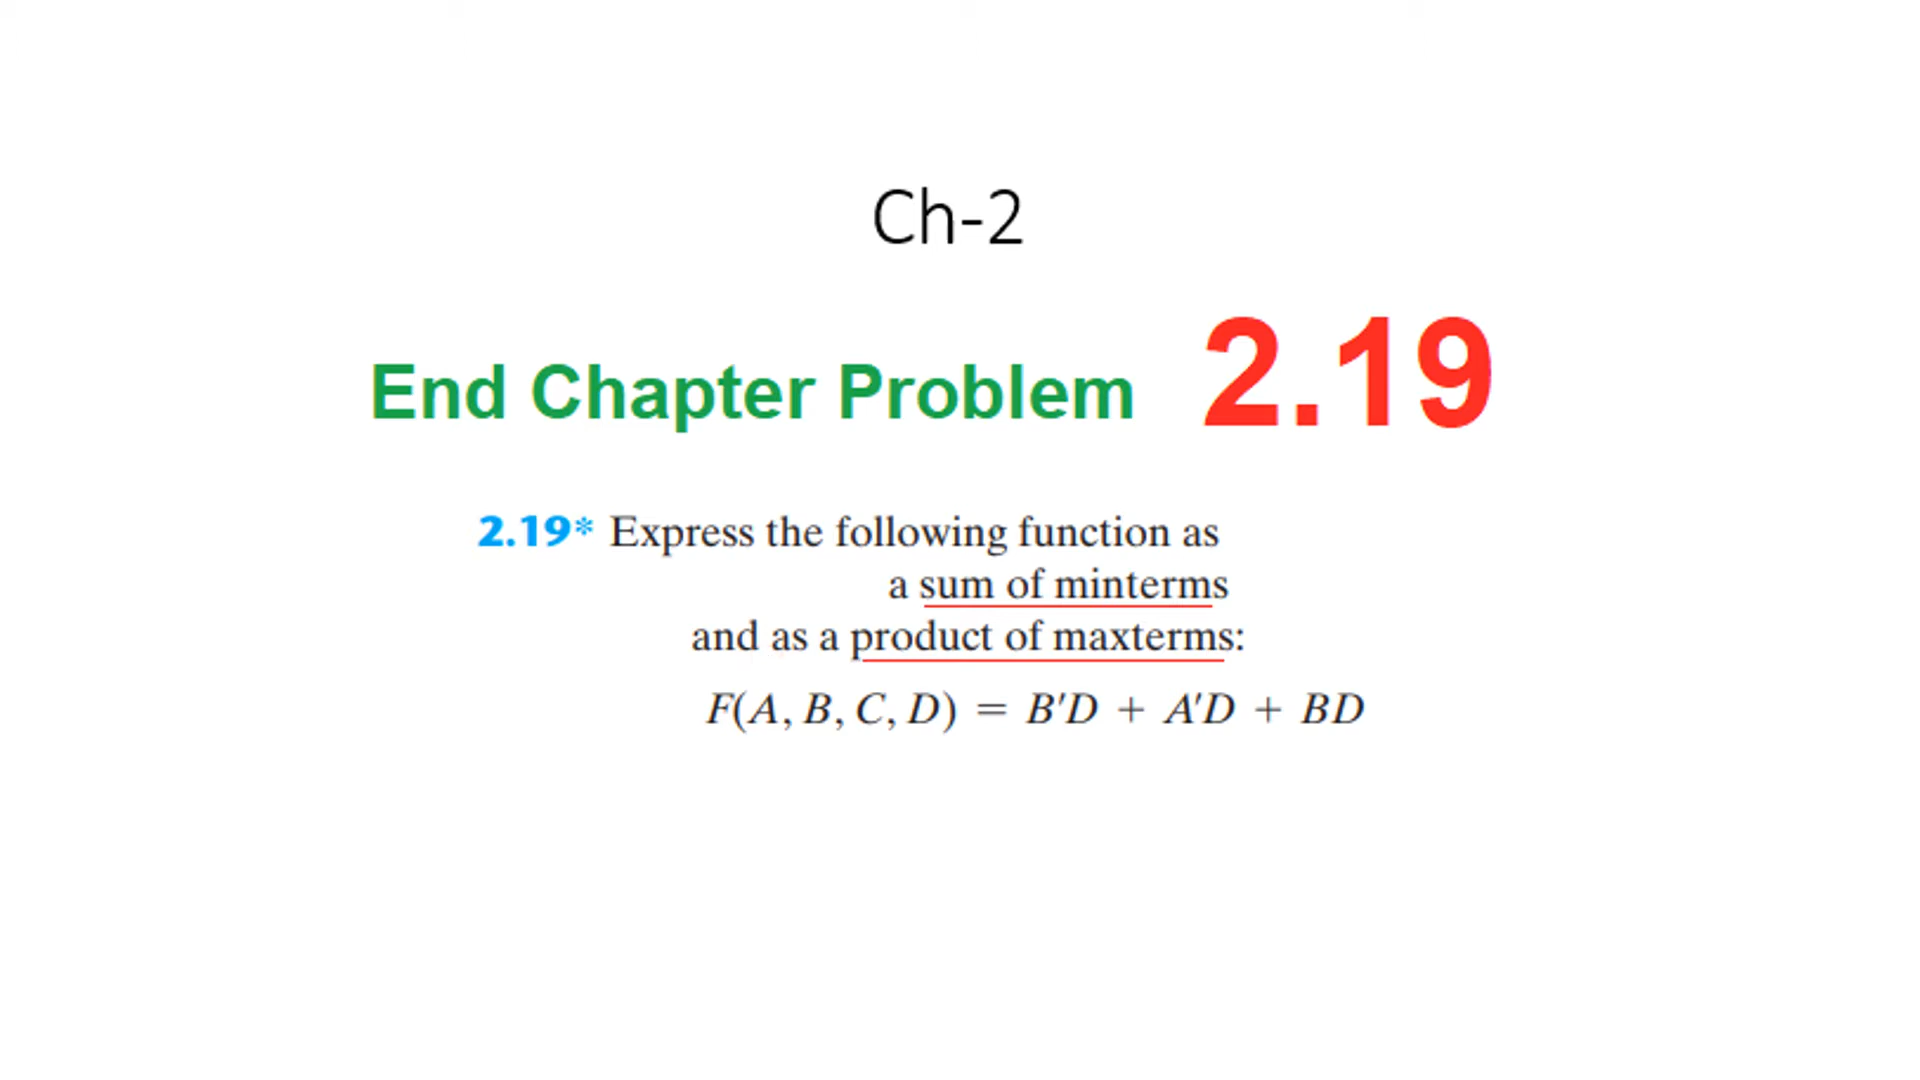 Ch-2
End Chapter Problem 2.19
2.19* Express the following function as
a sum of minterms
and as a product of maxterms:
F(A, B, C, D) = B'D + A'D + BD